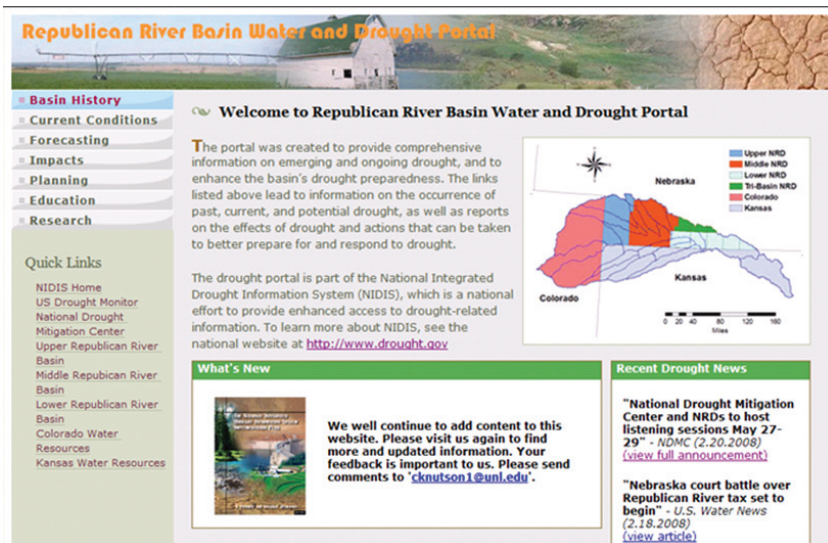 Republican River Basin Water and Drought Portal
Basin History
Current Conditions
Forecasting
Impacts
Planning
Education
Research
Quick Links
NIDIS Home
US Drought Monitor
National Drought
Mitigation Center
Upper Republican River
Basin
Middle Repubican River
Basin
Lower Republican River
Basin
Colorado Water
Resources
Kansas Water Resources
Welcome to Republican River Basin Water and Drought Portal
The portal was created to provide comprehensive
information on emerging and ongoing drought, and to
enhance the basin's drought preparedness. The links
listed above lead to information on the occurrence of
past, current, and potential drought, as well as reports
on the effects of drought and actions that can be taken
to better prepare for and respond to drought.
The drought portal is part of the National Integrated
Drought Information System (NIDIS), which is a national
effort to provide enhanced access to drought-related
information. To learn more about NIDIS, see the
national website at http://www.drought.gov
Upper NRD
Middle NRD
Lower NRD
Tri-Basin NRD
Colorado
Kansas
Nebraska
Kansas
Colorado
0 20 40 80 120 160
Miles
What's New
We well continue to add content to this
website. Please visit us again to find
more and updated information. Your
feedback is important to us. Please send
comments to 'cknutson1@unl.edu'.
Recent Drought News
"National Drought Mitigation
Center and NRDs to host
listening sessions May 27-
29" - NDMC (2.20.2008)
(view full announcement)
"Nebraska court battle over
Republican River tax set to
begin" - U.S. Water News
(2.18.2008)
(view article)